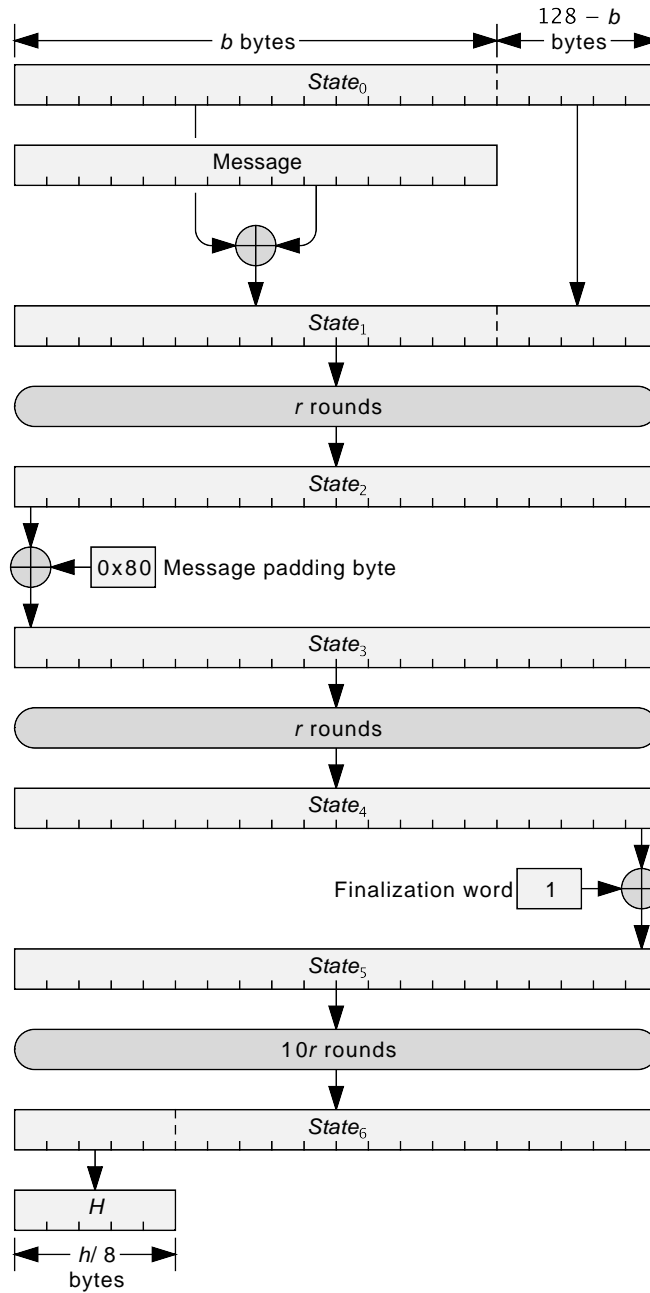 128 − b
b bytes
bytes
State₀
Message
State₁
r rounds
State₂
0x80 Message padding byte
State₃
r rounds
State₄
Finalization word 1
State₅
10r rounds
State₆
H
h/ 8
bytes